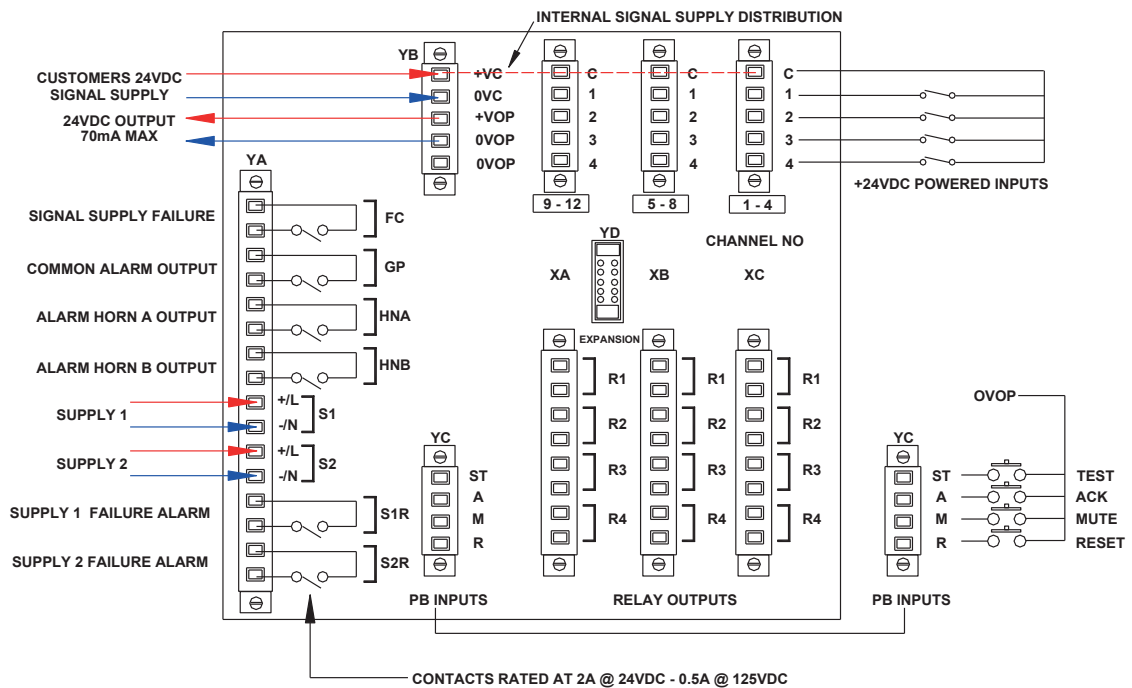 INTERNAL SIGNAL SUPPLY DISTRIBUTION
YB
CUSTOMERS 24VDC
SIGNAL SUPPLY
24VDC OUTPUT
70mA MAX
+VC
0VC
+VOP
0VOP
0VOP
C
1
2
3
4
9 - 12
C
1
2
3
4
5 - 8
C
1
2
3
4
1 - 4
+24VDC POWERED INPUTS
CHANNEL NO
YA
SIGNAL SUPPLY FAILURE
FC
COMMON ALARM OUTPUT
GP
ALARM HORN A OUTPUT
HNA
ALARM HORN B OUTPUT
HNB
SUPPLY 1
+/L
-/N
S1
SUPPLY 2
+/L
-/N
S2
SUPPLY 1 FAILURE ALARM
S1R
SUPPLY 2 FAILURE ALARM
S2R
YD
XA
XB
XC
EXPANSION
R1
R2
R3
R4
R1
R2
R3
R4
R1
R2
R3
R4
RELAY OUTPUTS
YC
ST
A
M
R
PB INPUTS
OVOP
YC
ST
A
M
R
TEST
ACK
MUTE
RESET
PB INPUTS
CONTACTS RATED AT 2A @ 24VDC - 0.5A @ 125VDC